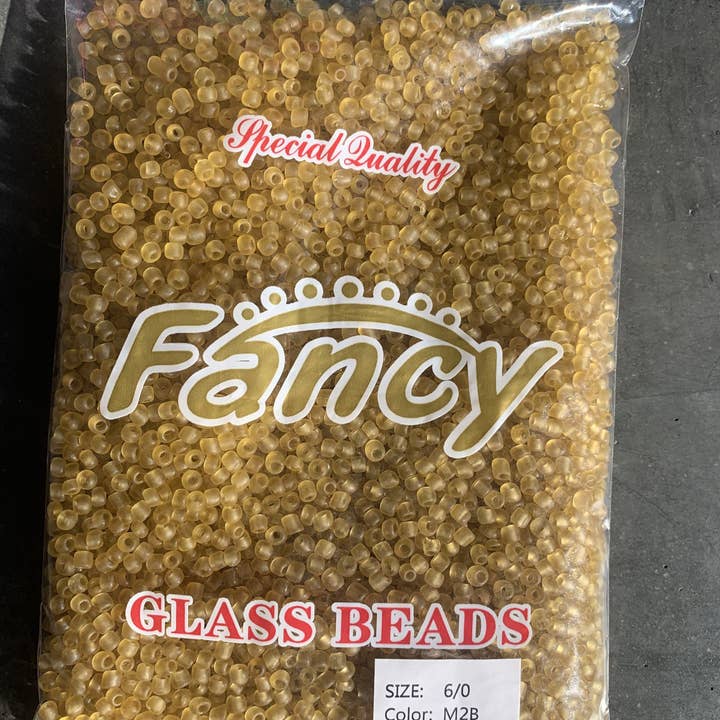 Special Quality
Fancy
GLASS BEADS
SIZE: 6/0
Color: M2B